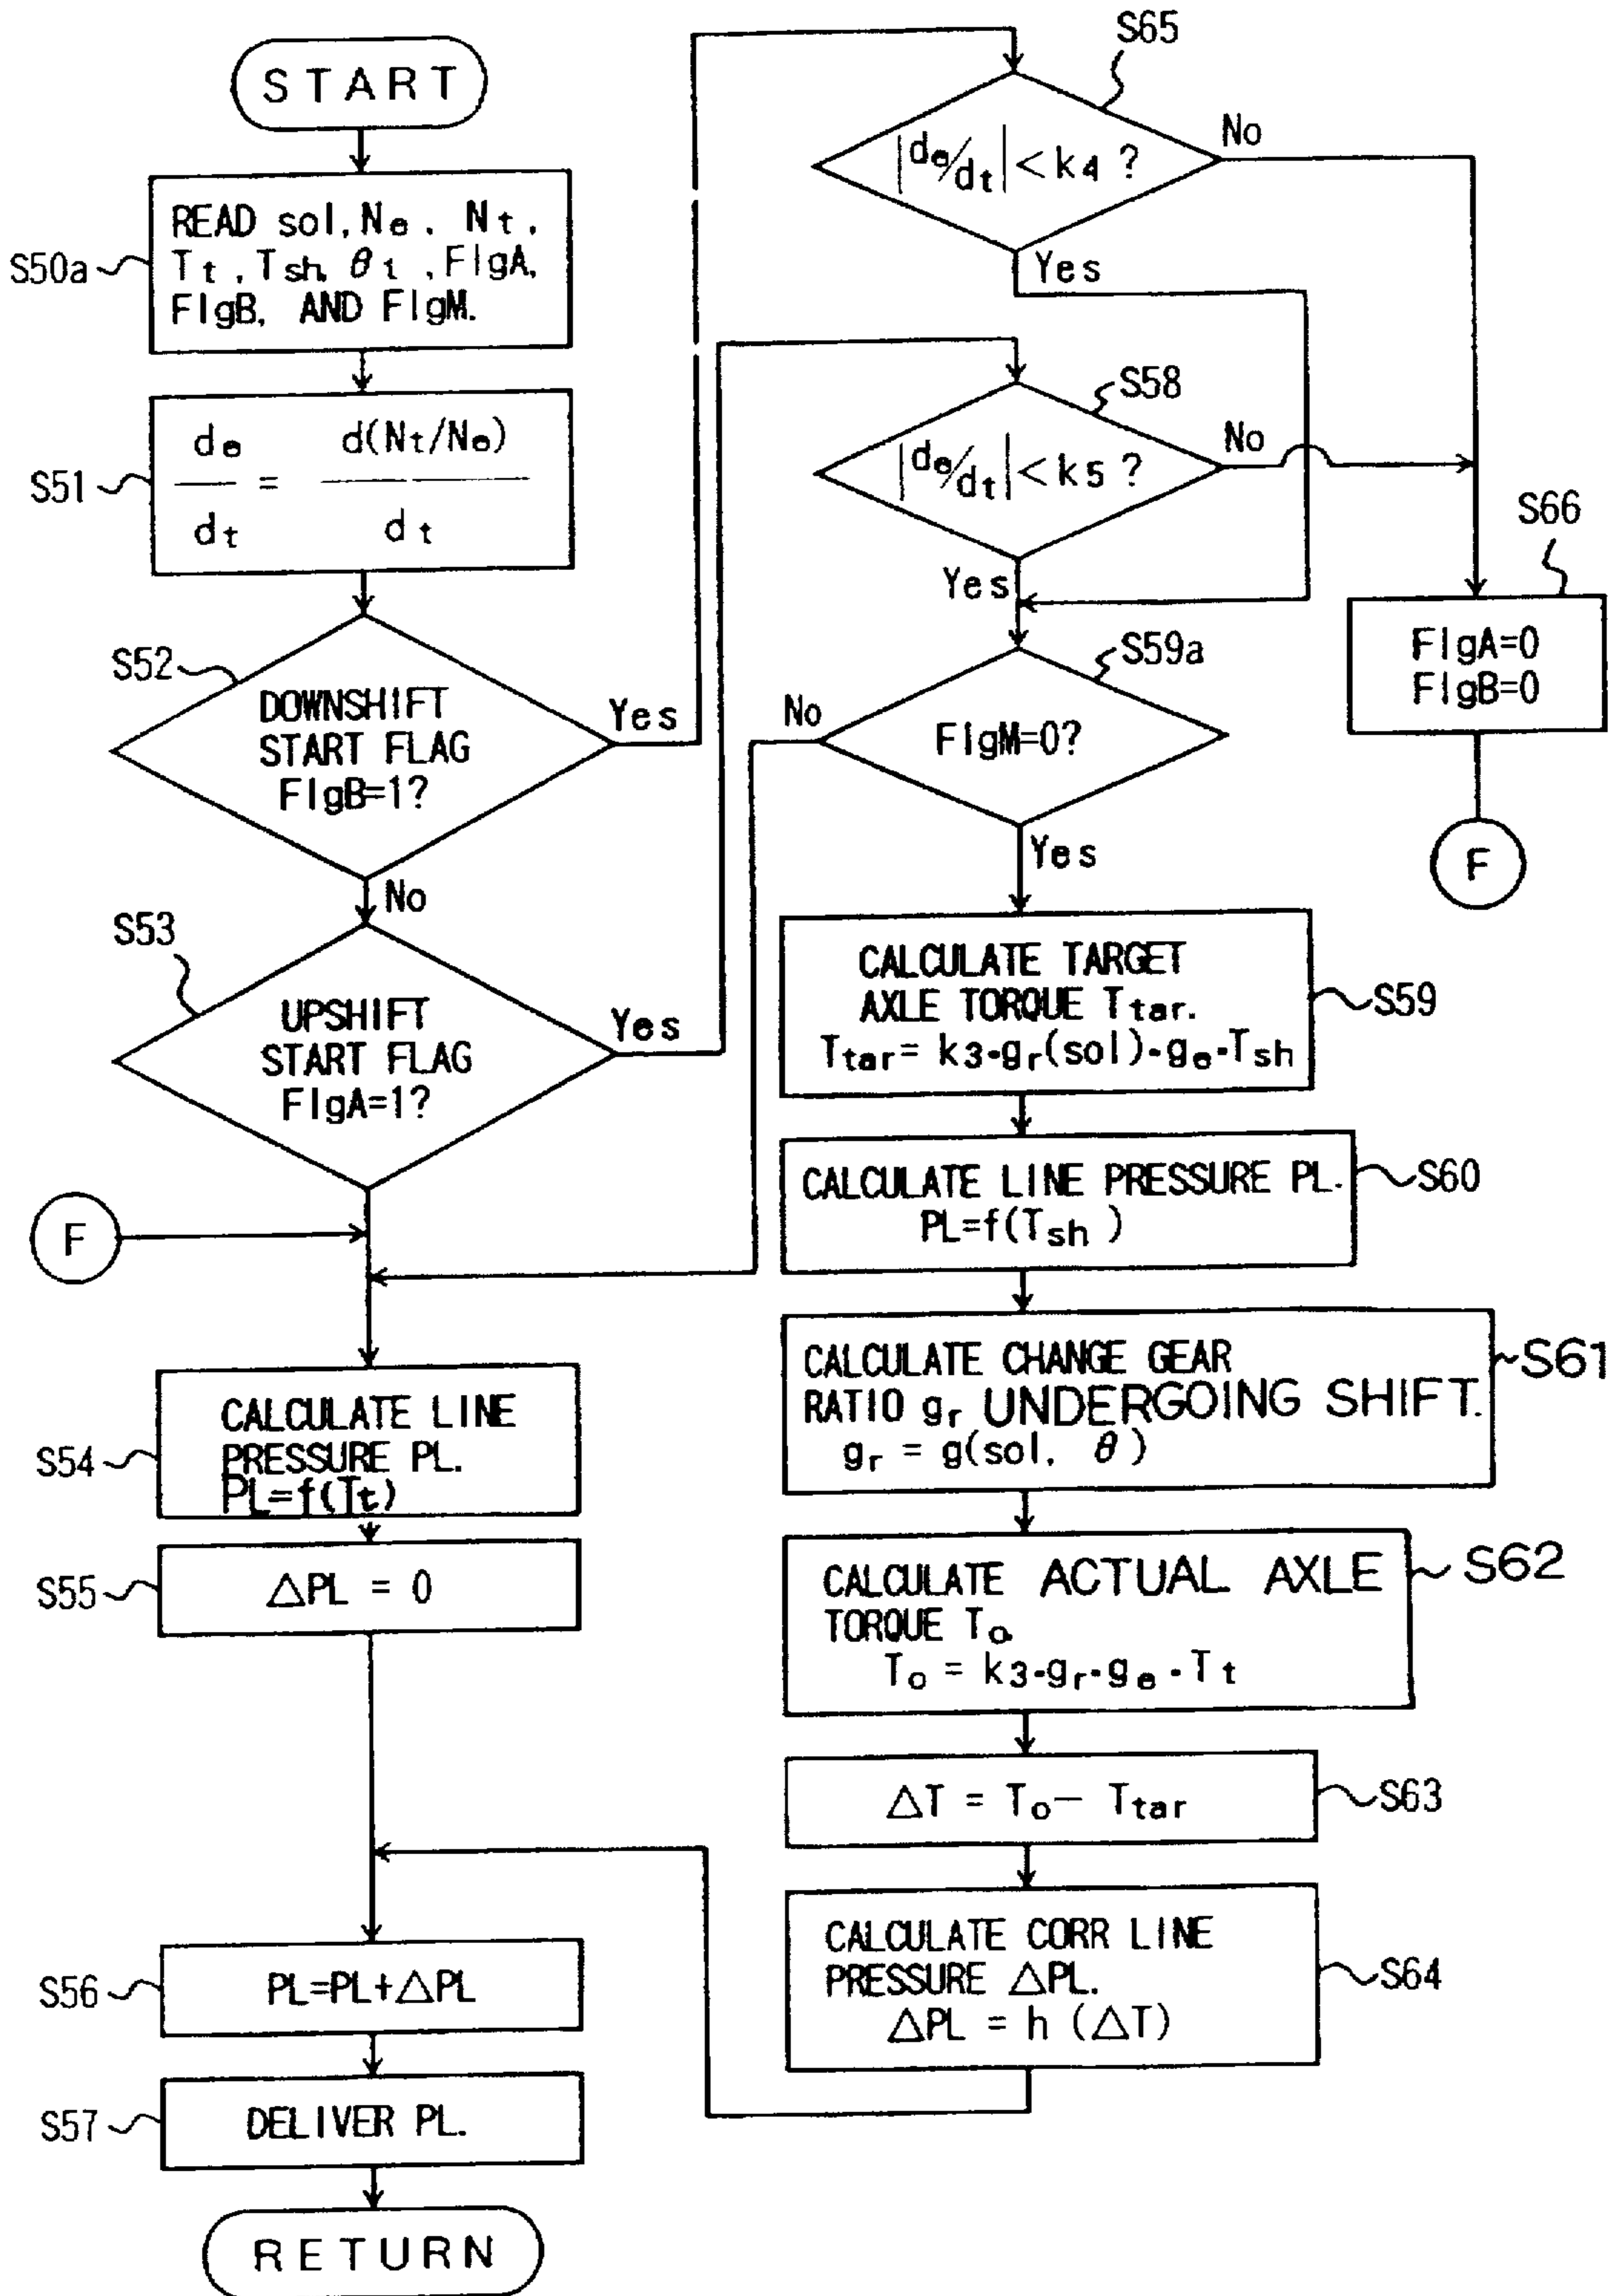 START
S50a
READ sol, Ne, Nt,
Tt, Tsh, θt, FlgA,
FlgB, AND FlgM.
S51
de/dt = d(Nt/Ne)/dt
S52
DOWNSHIFT
START FLAG
FlgB=1?
Yes
No
S53
UPSHIFT
START FLAG
FlgA=1?
Yes
F
S54
CALCULATE LINE
PRESSURE PL.
PL=f(Tt)
S55
△PL = 0
S56
PL=PL+△PL
S57
DELIVER PL.
RETURN
S65
|de/dt| < k4 ?
No
Yes
S58
|de/dt| < k5 ?
No
Yes
S66
FlgA=0
FlgB=0
F
S59a
FlgM=0?
No
Yes
S59
CALCULATE TARGET
AXLE TORQUE Ttar.
Ttar= k3·gr(sol)·ge·Tsh
S60
CALCULATE LINE PRESSURE PL.
PL=f(Tsh )
S61
CALCULATE CHANGE GEAR
RATIO gr UNDERGOING SHIFT.
gr = g(sol, θ)
S62
CALCULATE ACTUAL AXLE
TORQUE To.
To = k3·gr·ge·Tt
S63
△T = To− Ttar
S64
CALCULATE CORR LINE
PRESSURE △PL.
△PL = h (△T)